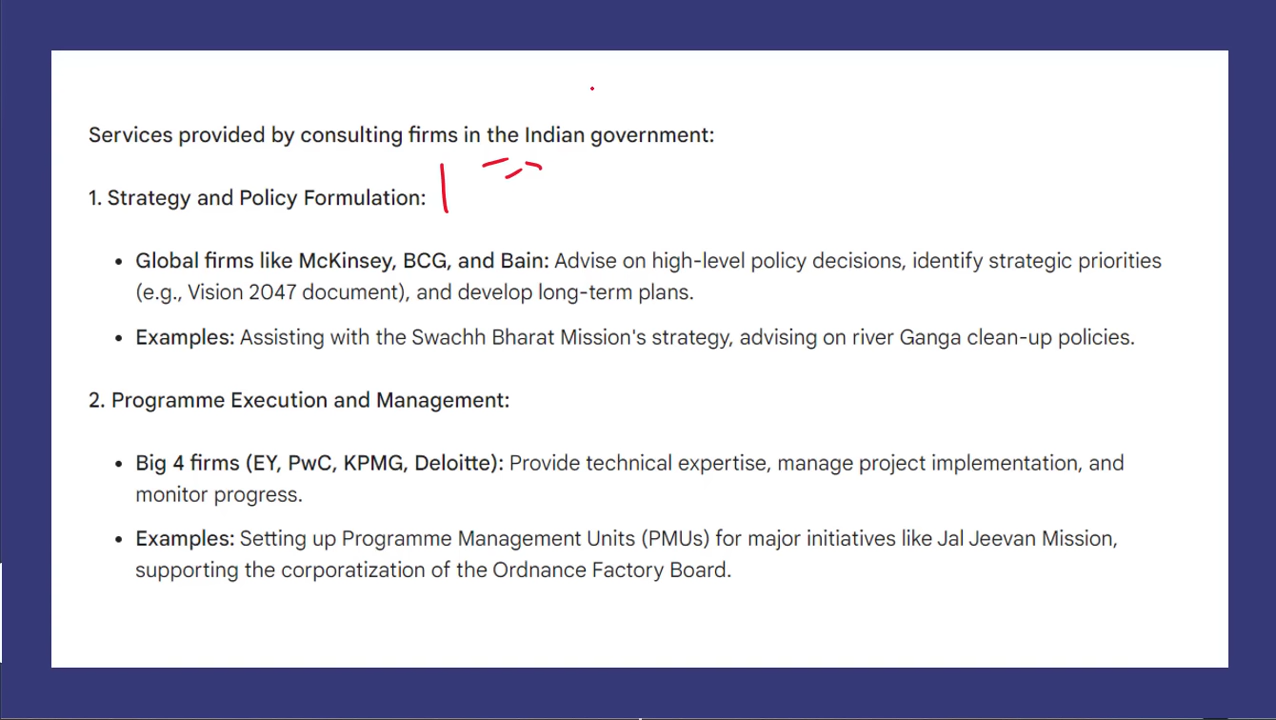 Services provided by consulting firms in the Indian government:
1. Strategy and Policy Formulation:
• Global firms like McKinsey, BCG, and Bain: Advise on high-level policy decisions, identify strategic priorities
(e.g., Vision 2047 document), and develop long-term plans.
• Examples: Assisting with the Swachh Bharat Mission's strategy, advising on river Ganga clean-up policies.
2. Programme Execution and Management:
• Big 4 firms (EY, PwC, KPMG, Deloitte): Provide technical expertise, manage project implementation, and
monitor progress.
• Examples: Setting up Programme Management Units (PMUs) for major initiatives like Jal Jeevan Mission,
supporting the corporatization of the Ordnance Factory Board.